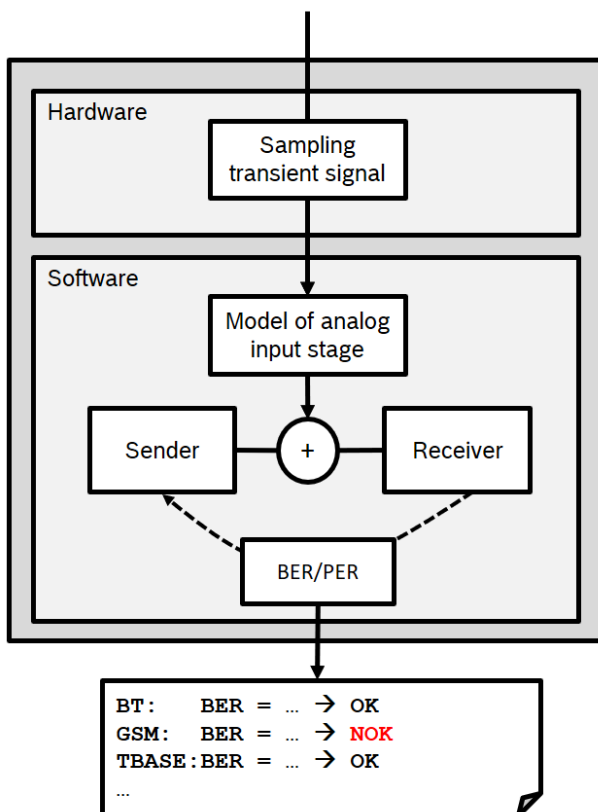 Hardware
Sampling
transient signal
Software
Model of analog
input stage
Sender
+
Receiver
BER/PER
BT: BER = … → OK
GSM: BER = … → NOK
TBASE:BER = … → OK
…